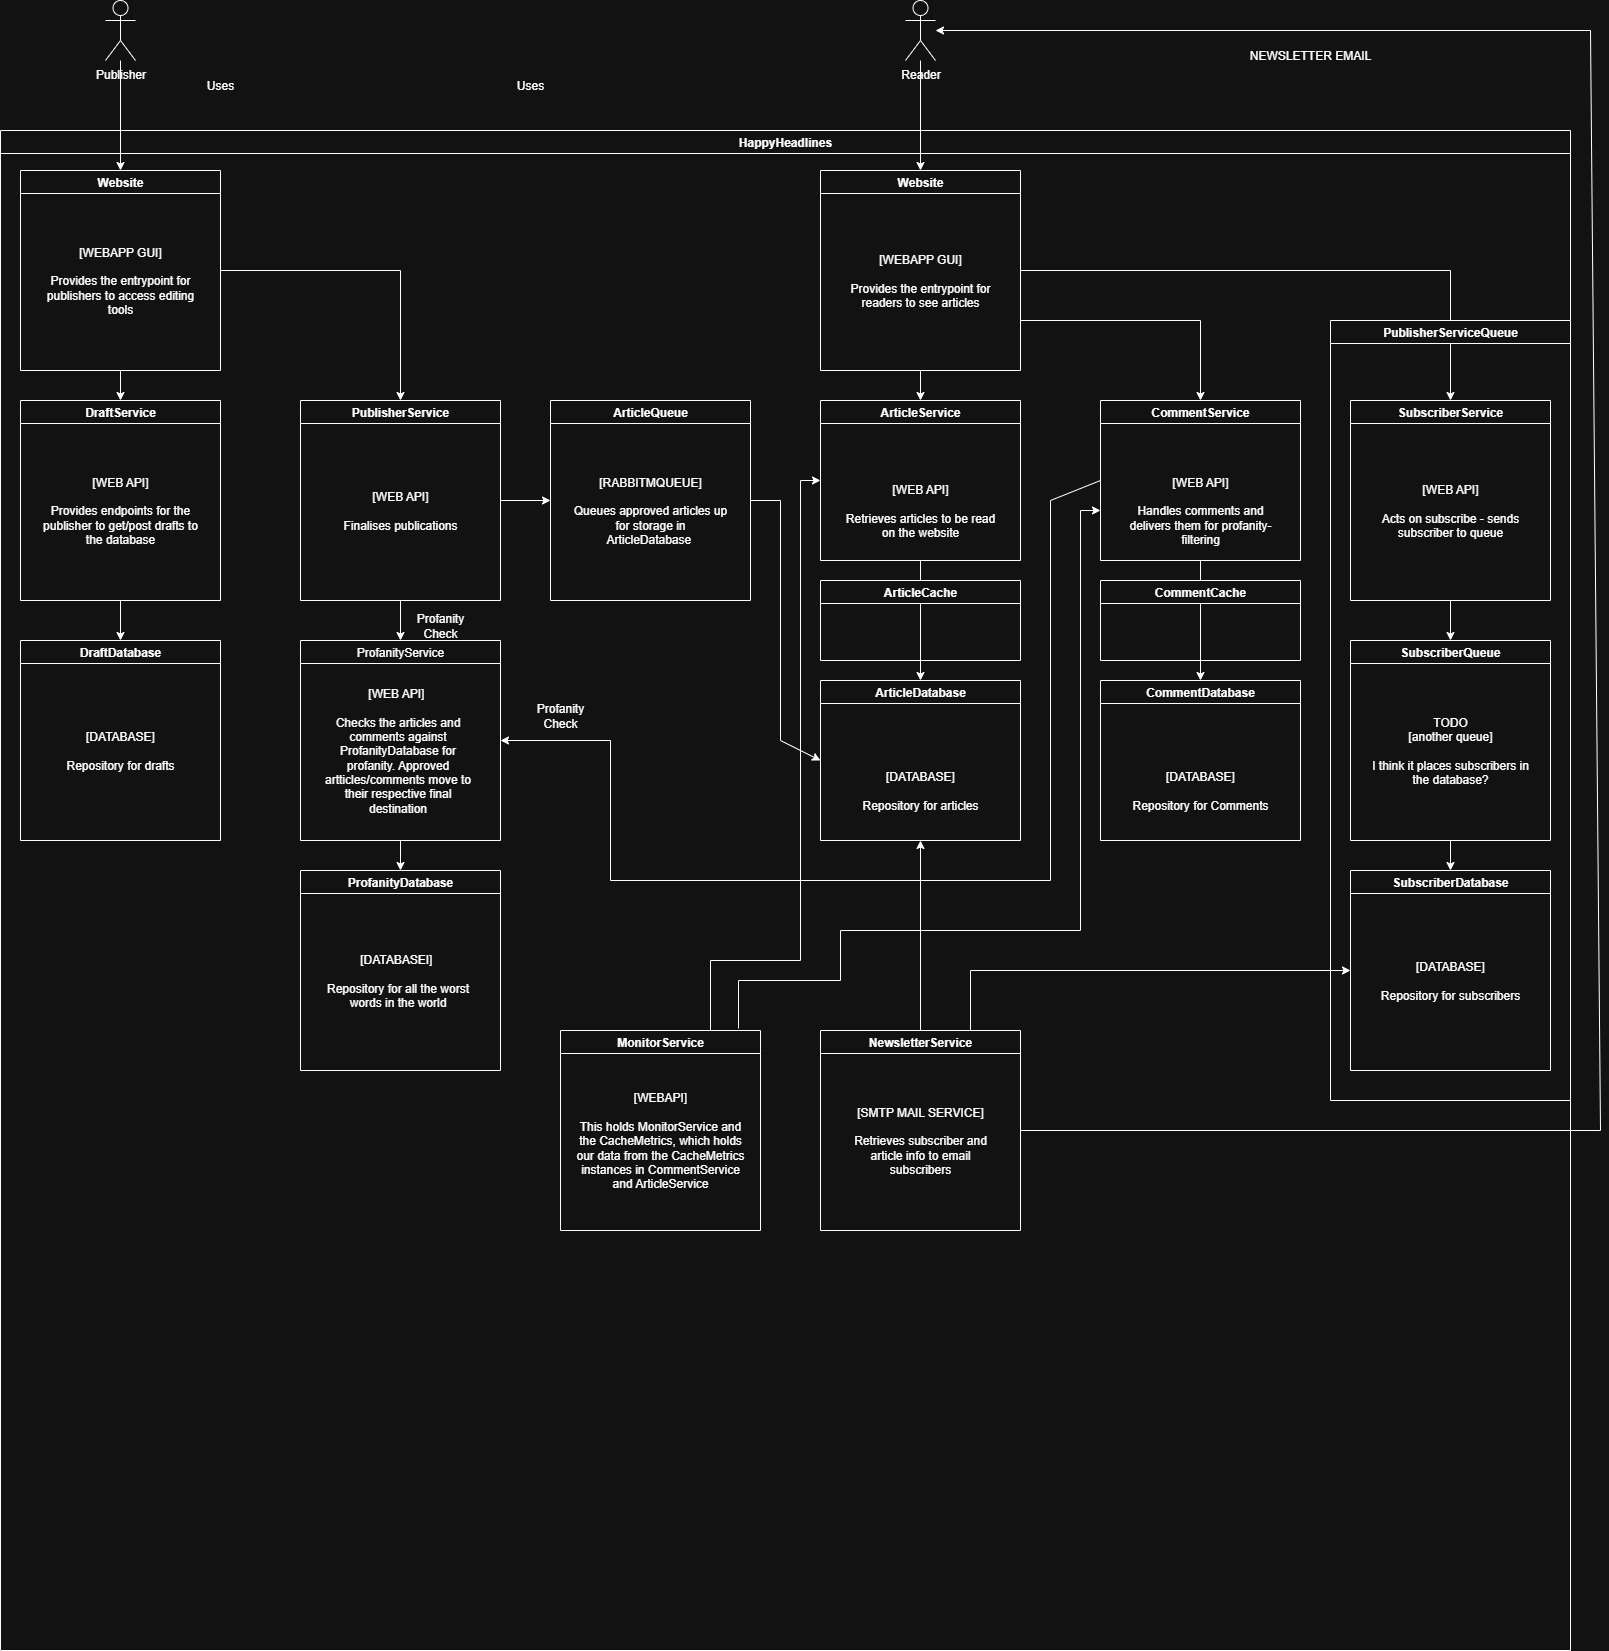 Publisher
Reader
Uses
Uses
NEWSLETTER EMAIL
HappyHeadlines
Website
[WEBAPP GUI]
Provides the entrypoint for
publishers to access editing
tools
Website
[WEBAPP GUI]
Provides the entrypoint for
readers to see articles
PublisherServiceQueue
DraftService
[WEB API]
Provides endpoints for the
publisher to get/post drafts to
the database
PublisherService
[WEB API]
Finalises publications
ArticleQueue
[RABBITMQUEUE]
Queues approved articles up
for storage in
ArticleDatabase
ArticleService
[WEB API]
Retrieves articles to be read
on the website
CommentService
[WEB API]
Handles comments and
delivers them for profanity-
filtering
SubscriberService
[WEB API]
Acts on subscribe - sends
subscriber to queue
ArticleCache
CommentCache
Profanity
Check
DraftDatabase
[DATABASE]
Repository for drafts
ProfanityService
[WEB API]
Checks the articles and
comments against
ProfanityDatabase for
profanity. Approved
artticles/comments move to
their respective final
destination
Profanity
Check
ArticleDatabase
[DATABASE]
Repository for articles
CommentDatabase
[DATABASE]
Repository for Comments
SubscriberQueue
TODO
[another queue]
I think it places subscribers in
the database?
ProfanityDatabase
[DATABASEI]
Repository for all the worst
words in the world
SubscriberDatabase
[DATABASE]
Repository for subscribers
MonitorService
[WEBAPI]
This holds MonitorService and
the CacheMetrics, which holds
our data from the CacheMetrics
instances in CommentService
and ArticleService
NewsletterService
[SMTP MAIL SERVICE]
Retrieves subscriber and
article info to email
subscribers